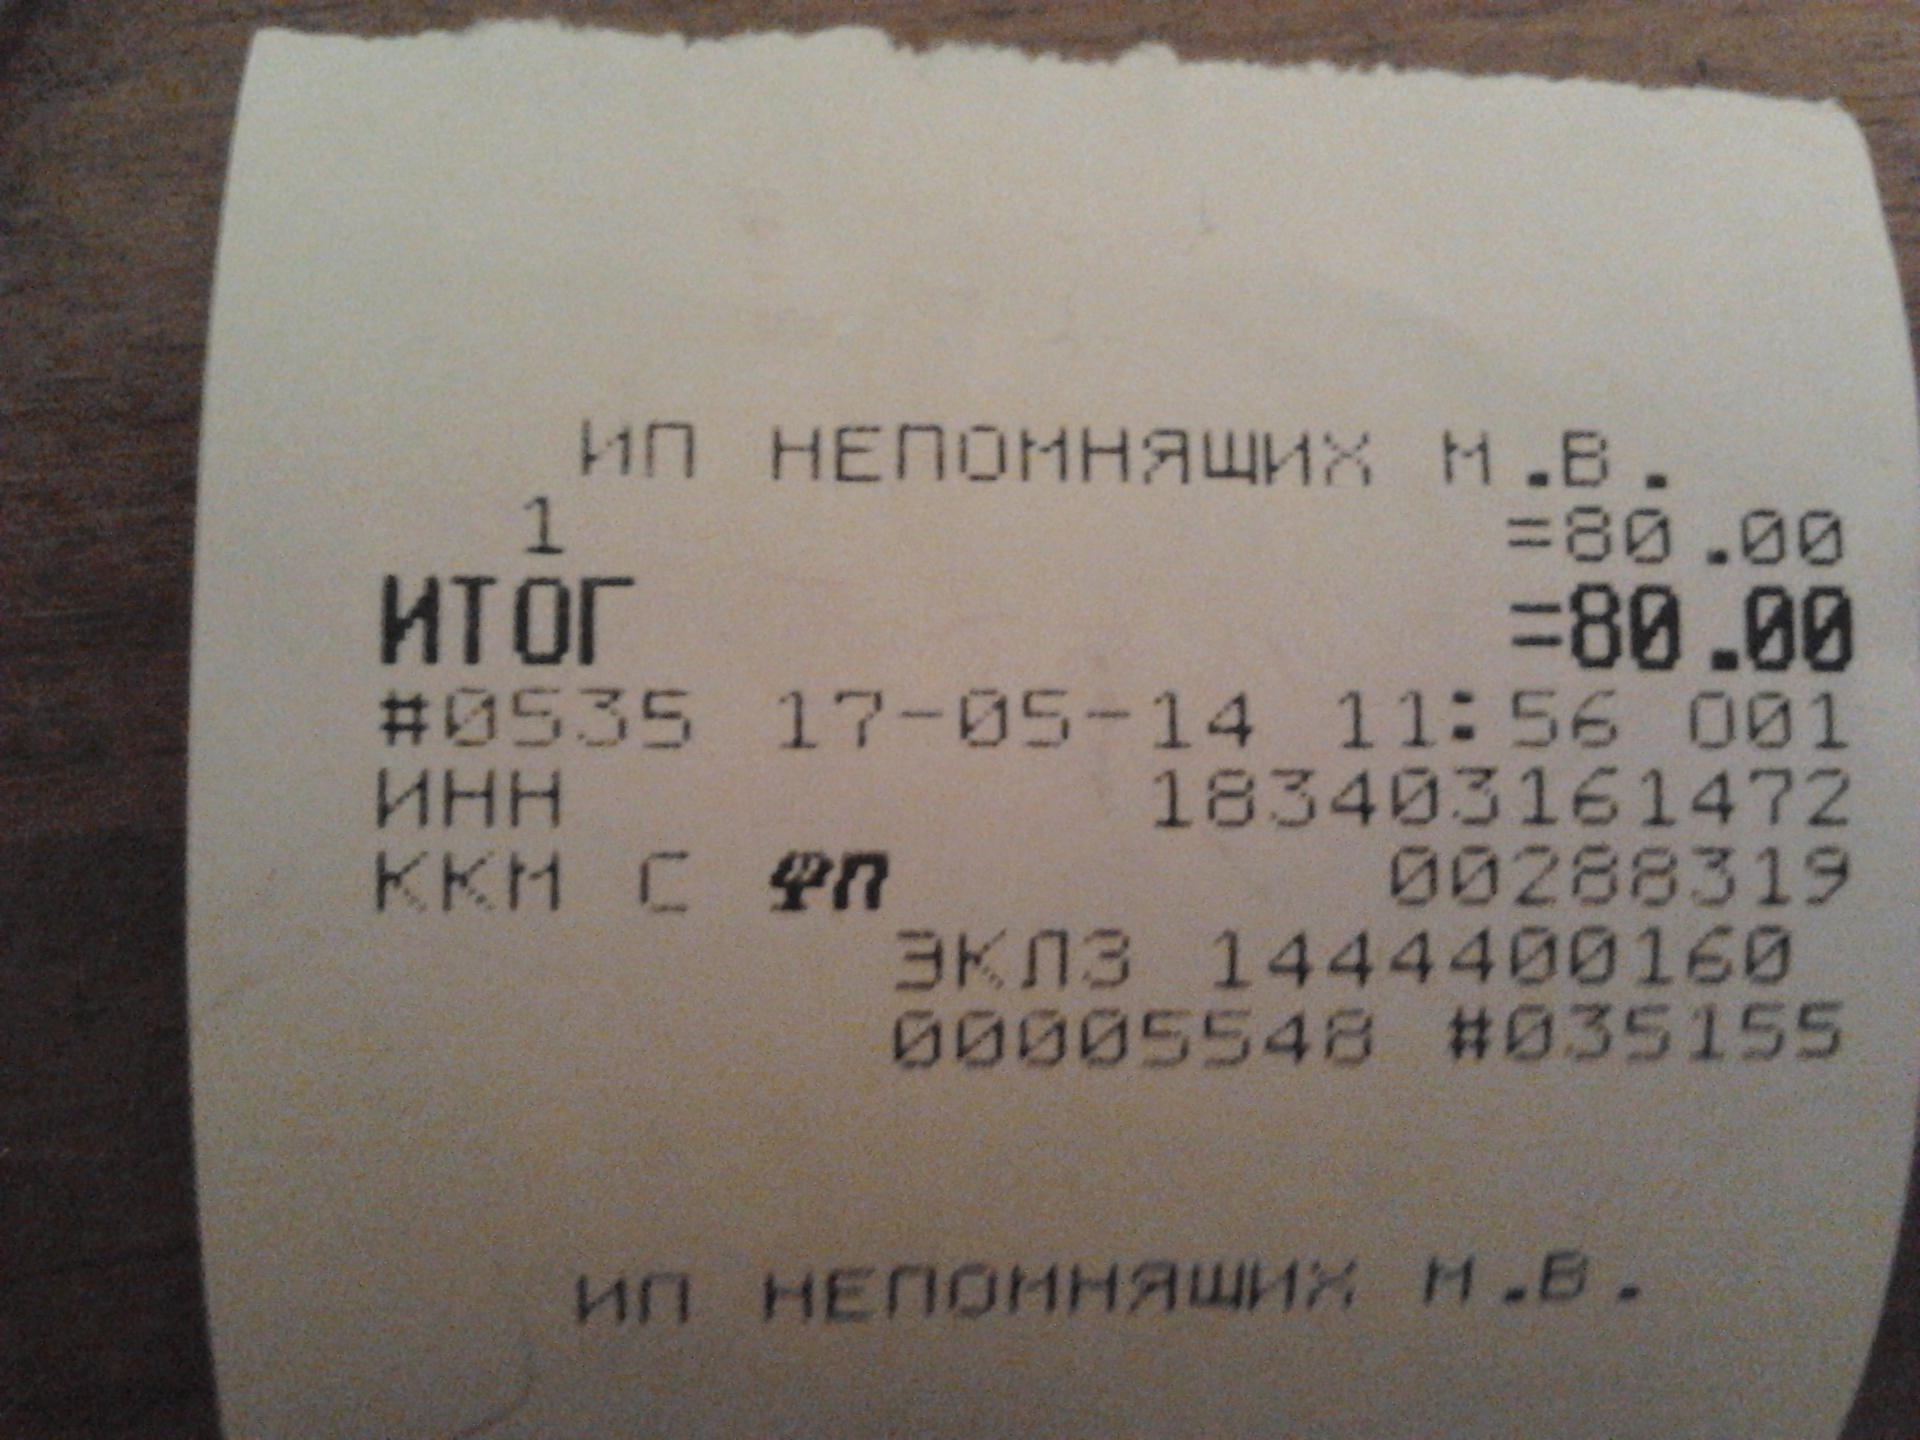 ИП НЕПОМНЯЩИХ М.В.
1 =80.00
ИТОГ =80.00
#0535 17-05-14 11:56 001
ИНН 183403161472
ККМ С ФП 00288319
ЭКЛЗ 1444400160
00005548 #035155
ИП НЕПОМНЯЩИХ М.В.